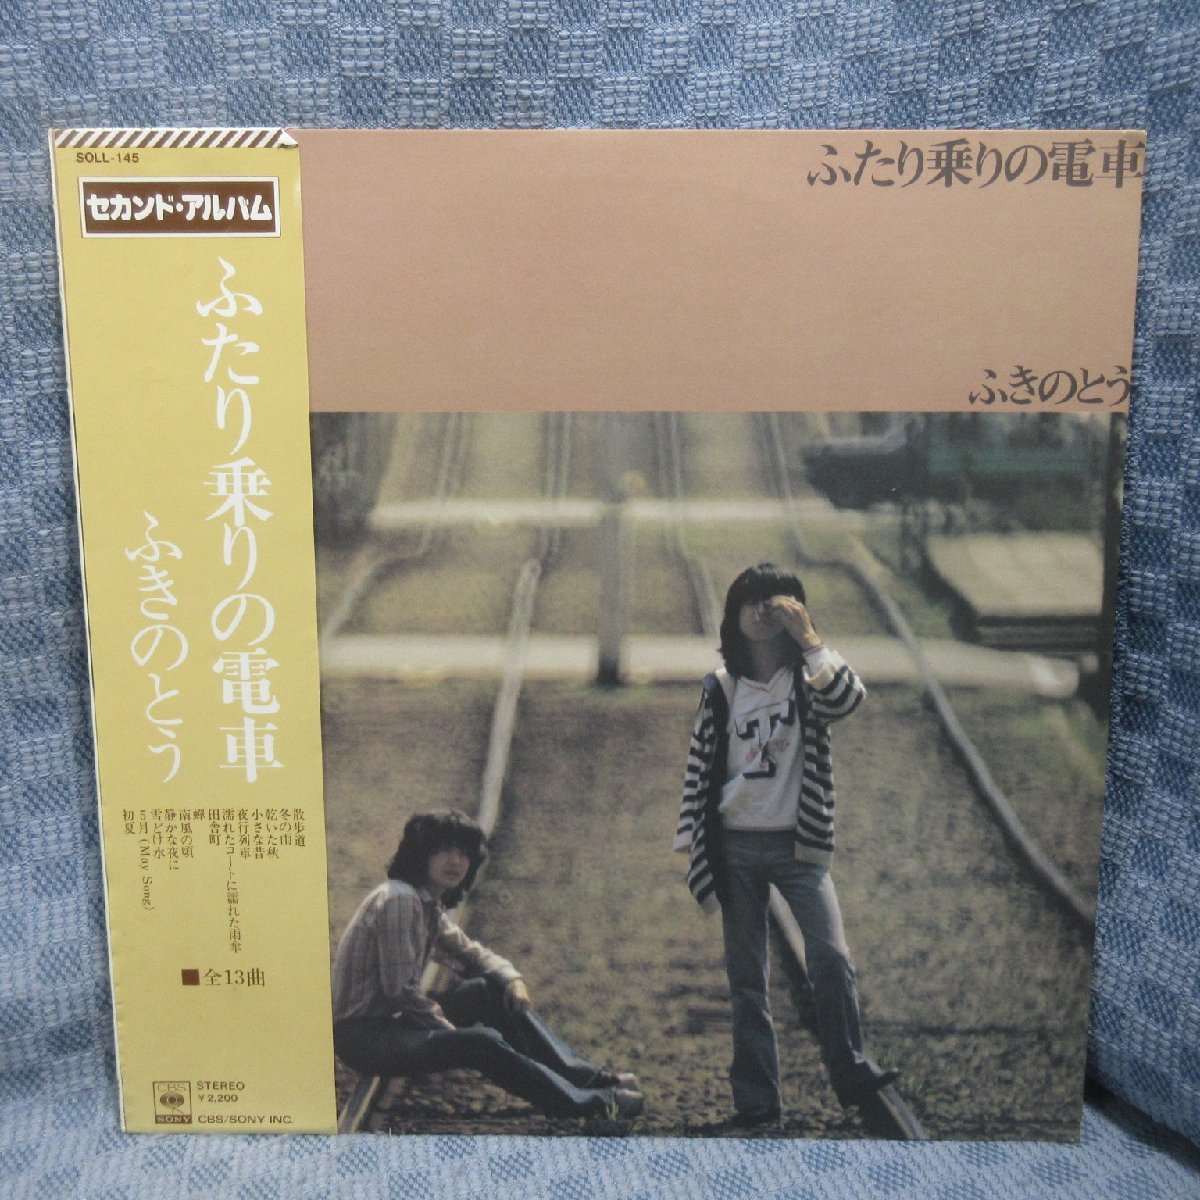 SOLL-145
セカンド・アルバム
ふたり乗りの電車
ふきのとう
散歩道
冬の雨
乾いた秋
小さな昔
夜行列車
濡れたコートに濡れた雨傘
田舎町
蝉
南風の頃
静かな夜に
雪どけ水
5月 (May Song)
初夏
■全13曲
CBS
SONY
STEREO
¥2,200
CBS/SONY INC.
ふたり乗りの電車
ふきのとう
T